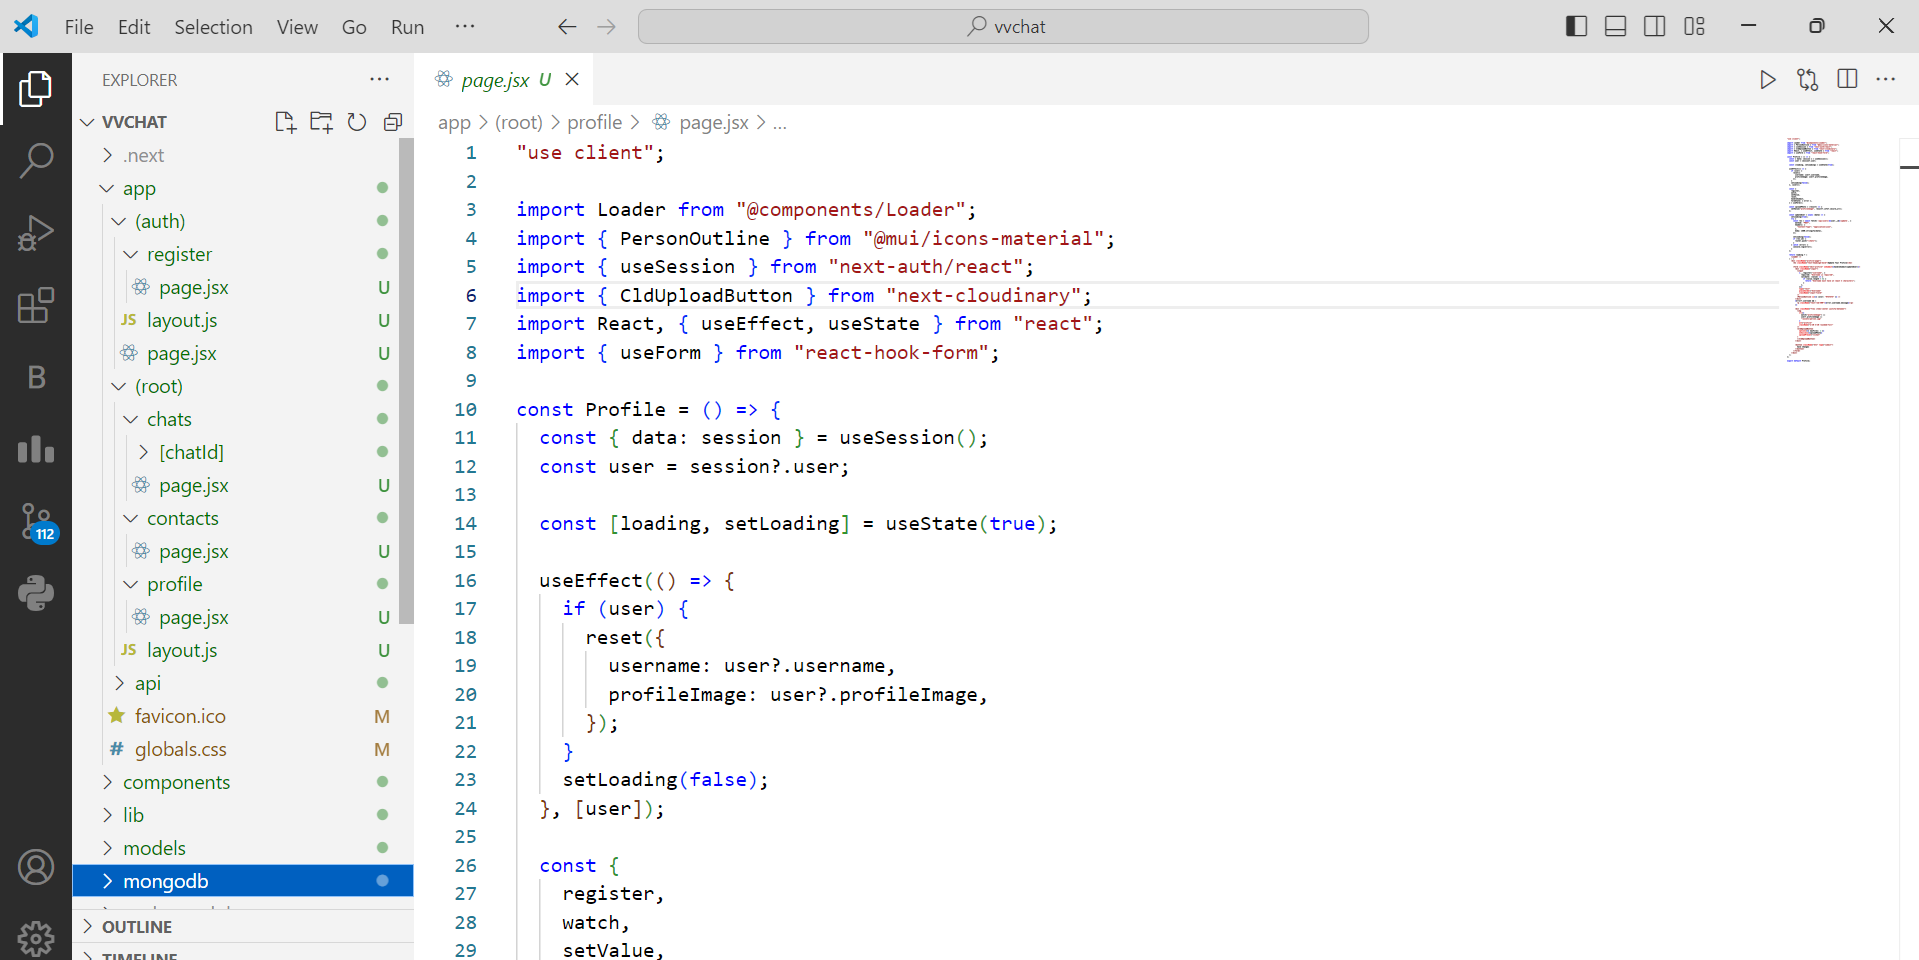 File Edit Selection View Go Run ···
vvchat
EXPLORER ···
VVCHAT
.next
app
(auth)
register
page.jsx U
JS layout.js U
page.jsx U
(root)
chats
[chatId]
page.jsx U
contacts
page.jsx U
profile
page.jsx U
JS layout.js U
api
favicon.ico M
# globals.css M
components
lib
models
mongodb
OUTLINE
TIMELINE
B
112
page.jsx U
app > (root) > profile > page.jsx > ...
1 "use client";
2
3 import Loader from "@components/Loader";
4 import { PersonOutline } from "@mui/icons-material";
5 import { useSession } from "next-auth/react";
6 import { CldUploadButton } from "next-cloudinary";
7 import React, { useEffect, useState } from "react";
8 import { useForm } from "react-hook-form";
9
10 const Profile = () => {
11 const { data: session } = useSession();
12 const user = session?.user;
13
14 const [loading, setLoading] = useState(true);
15
16 useEffect(() => {
17 if (user) {
18 reset({
19 username: user?.username,
20 profileImage: user?.profileImage,
21 });
22 }
23 setLoading(false);
24 }, [user]);
25
26 const {
27 register,
28 watch,
29 setValue,